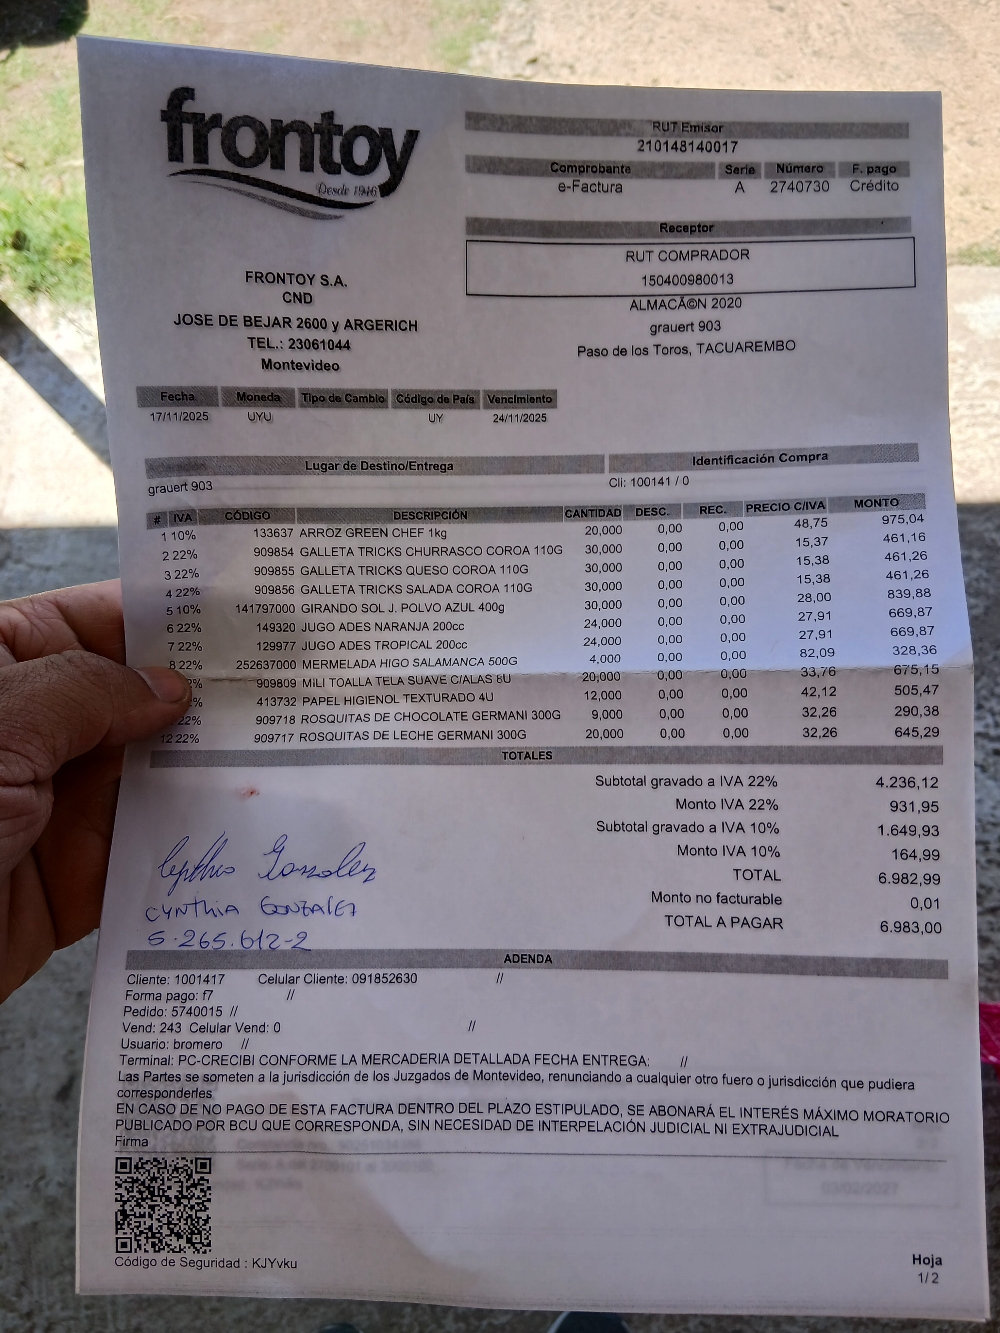 frontoy
Desde 1946
RUT Emisor
210148140017
Comprobante Serie Número F. pago
e-Factura A 2740730 Crédito
Receptor
RUT COMPRADOR
150400980013
ALMACÃ©N 2020
grauert 903
Paso de los Toros, TACUAREMBO
FRONTOY S.A.
CND
JOSE DE BEJAR 2600 y ARGERICH
TEL.: 23061044
Montevideo
Fecha Moneda Tipo de Cambio Código de País Vencimiento
17/11/2025 UYU UY 24/11/2025
Lugar de Destino/Entrega Identificación Compra
grauert 903 Cli: 100141 / 0
# IVA CÓDIGO DESCRIPCIÓN CANTIDAD DESC. REC. PRECIO C/IVA MONTO
1 10% 133637 ARROZ GREEN CHEF 1kg 20,000 0,00 0,00 48,75 975,04
2 22% 909854 GALLETA TRICKS CHURRASCO COROA 110G 30,000 0,00 0,00 15,37 461,16
3 22% 909855 GALLETA TRICKS QUESO COROA 110G 30,000 0,00 0,00 15,38 461,26
4 22% 909856 GALLETA TRICKS SALADA COROA 110G 30,000 0,00 0,00 15,38 461,26
5 10% 141797000 GIRANDO SOL J. POLVO AZUL 400g 30,000 0,00 0,00 28,00 839,88
6 22% 149320 JUGO ADES NARANJA 200cc 24,000 0,00 0,00 27,91 669,87
7 22% 129977 JUGO ADES TROPICAL 200cc 24,000 0,00 0,00 27,91 669,87
8 22% 252637000 MERMELADA HIGO SALAMANCA 500G 4,000 0,00 0,00 82,09 328,36
909809 MILI TOALLA TELA SUAVE C/ALAS 8U 20,000 0,00 0,00 33,76 675,15
413732 PAPEL HIGIENOL TEXTURADO 4U 12,000 0,00 0,00 42,12 505,47
22% 909718 ROSQUITAS DE CHOCOLATE GERMANI 300G 9,000 0,00 0,00 32,26 290,38
12 22% 909717 ROSQUITAS DE LECHE GERMANI 300G 20,000 0,00 0,00 32,26 645,29
TOTALES
Subtotal gravado a IVA 22% 4.236,12
Monto IVA 22% 931,95
Subtotal gravado a IVA 10% 1.649,93
Monto IVA 10% 164,99
TOTAL 6.982,99
Monto no facturable 0,01
TOTAL A PAGAR 6.983,00
Cynthia Gonzalez
CYNTHIA GONZALEZ
5.265.612-2
ADENDA
Cliente: 1001417 Celular Cliente: 091852630 //
Forma pago: f7 //
Pedido: 5740015 //
Vend: 243 Celular Vend: 0 //
Usuario: bromero //
Terminal: PC-CRECIBI CONFORME LA MERCADERIA DETALLADA FECHA ENTREGA: //
Las Partes se someten a la jurisdicción de los Juzgados de Montevideo, renunciando a cualquier otro fuero o jurisdicción que pudiera
corresponderles
EN CASO DE NO PAGO DE ESTA FACTURA DENTRO DEL PLAZO ESTIPULADO, SE ABONARÁ EL INTERÉS MÁXIMO MORATORIO
PUBLICADO POR BCU QUE CORRESPONDA, SIN NECESIDAD DE INTERPELACIÓN JUDICIAL NI EXTRAJUDICIAL
Firma
Código de Seguridad : KJYvku
Hoja
1/2